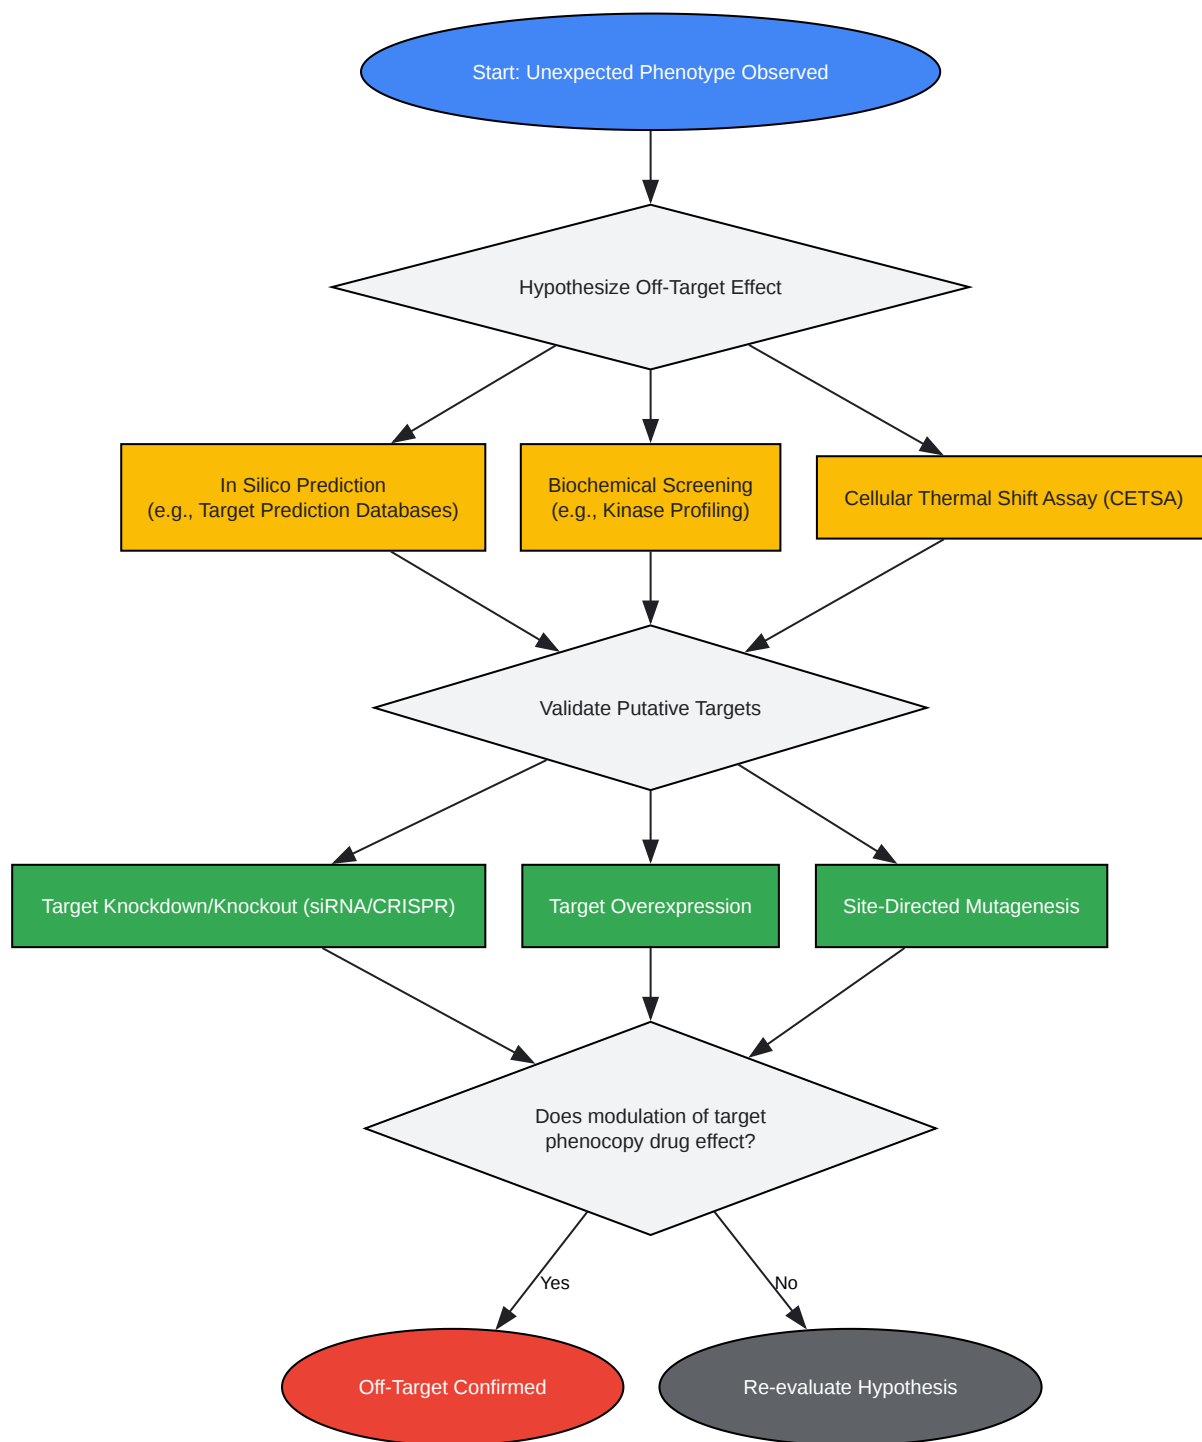 Start: Unexpected Phenotype Observed
Hypothesize Off-Target Effect
In Silico Prediction
(e.g., Target Prediction Databases)
Biochemical Screening
(e.g., Kinase Profiling)
Cellular Thermal Shift Assay (CETSA)
Validate Putative Targets
Target Knockdown/Knockout (siRNA/CRISPR)
Target Overexpression
Site-Directed Mutagenesis
Does modulation of target
phenocopy drug effect?
Yes
No
Off-Target Confirmed
Re-evaluate Hypothesis